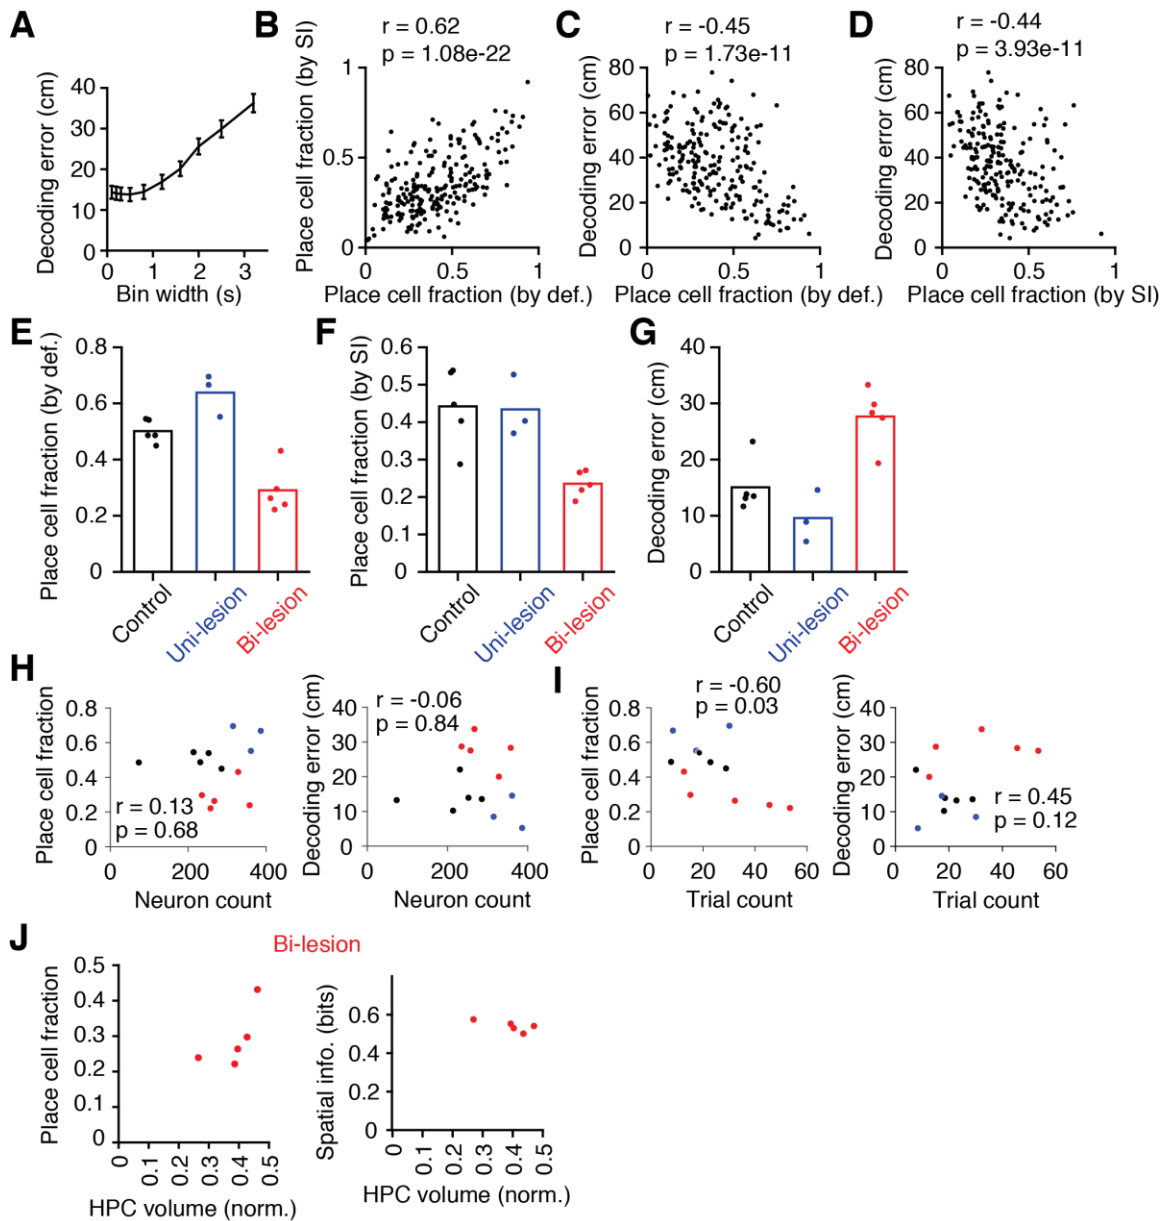 A
Decoding error (cm)
40
30
20
10
0
0 1 2 3
Bin width (s)
B
r = 0.62
p = 1.08e-22
Place cell fraction (by SI)
1
0.5
0
0 0.5 1
Place cell fraction (by def.)
C
r = -0.45
p = 1.73e-11
Decoding error (cm)
80
60
40
20
0
0 0.5 1
Place cell fraction (by def.)
D
r = -0.44
p = 3.93e-11
Decoding error (cm)
80
60
40
20
0
0 0.5 1
Place cell fraction (by SI)
E
Place cell fraction (by def.)
0.8
0.6
0.4
0.2
0
Control
Uni-lesion
Bi-lesion
F
Place cell fraction (by SI)
0.6
0.5
0.4
0.3
0.2
0.1
0
Control
Uni-lesion
Bi-lesion
G
Decoding error (cm)
40
30
20
10
0
Control
Uni-lesion
Bi-lesion
H
Place cell fraction
0.8
0.6
0.4
0.2
0
r = 0.13
p = 0.68
0 200 400
Neuron count
Decoding error (cm)
r = -0.06
p = 0.84
40
30
20
10
0
0 200 400
Neuron count
I
r = -0.60
p = 0.03
Place cell fraction
0.8
0.6
0.4
0.2
0
0 20 40 60
Trial count
Decoding error (cm)
40
30
20
10
0
r = 0.45
p = 0.12
0 20 40 60
Trial count
J
Bi-lesion
Place cell fraction
0.5
0.4
0.3
0.2
0.1
0
0 0.1 0.2 0.3 0.4 0.5
HPC volume (norm.)
Spatial info. (bits)
0.6
0.4
0.2
0
0 0.1 0.2 0.3 0.4 0.5
HPC volume (norm.)